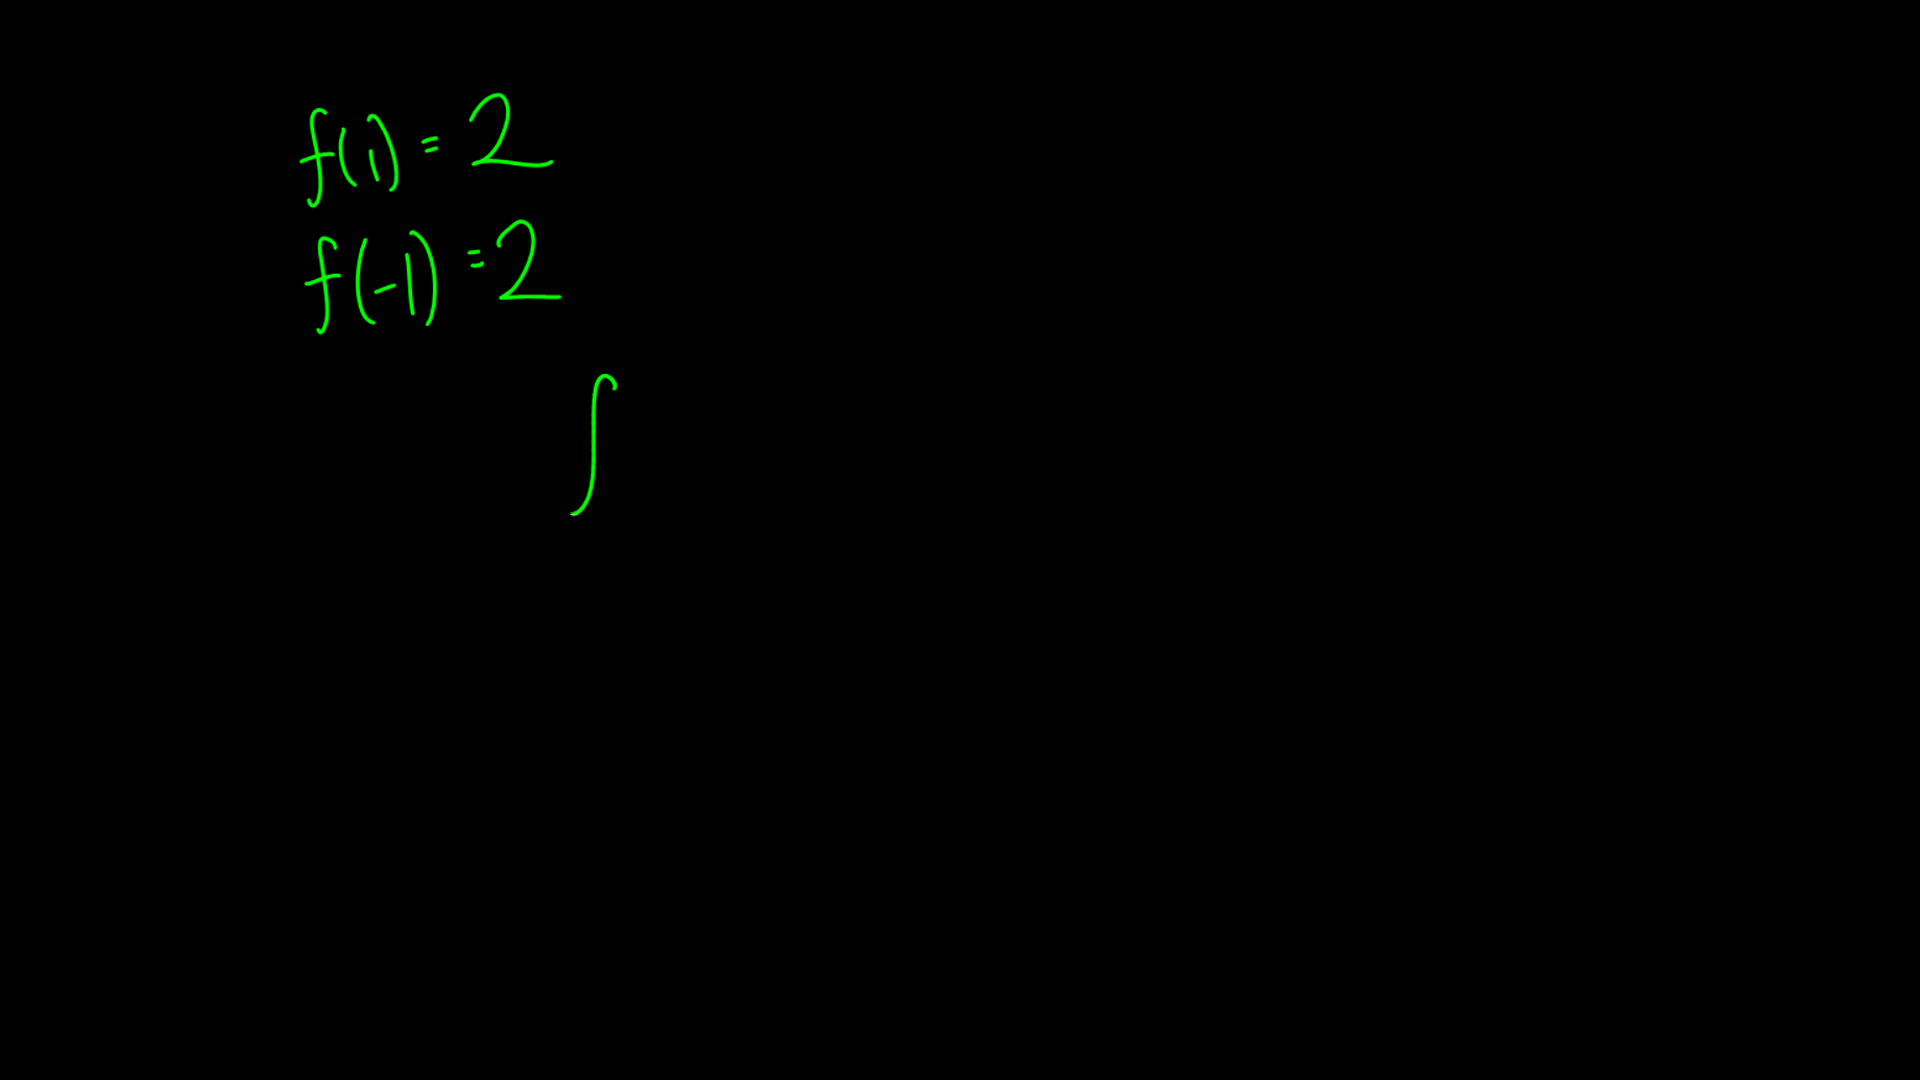 f(1) = 2
f(-1) = 2
∫